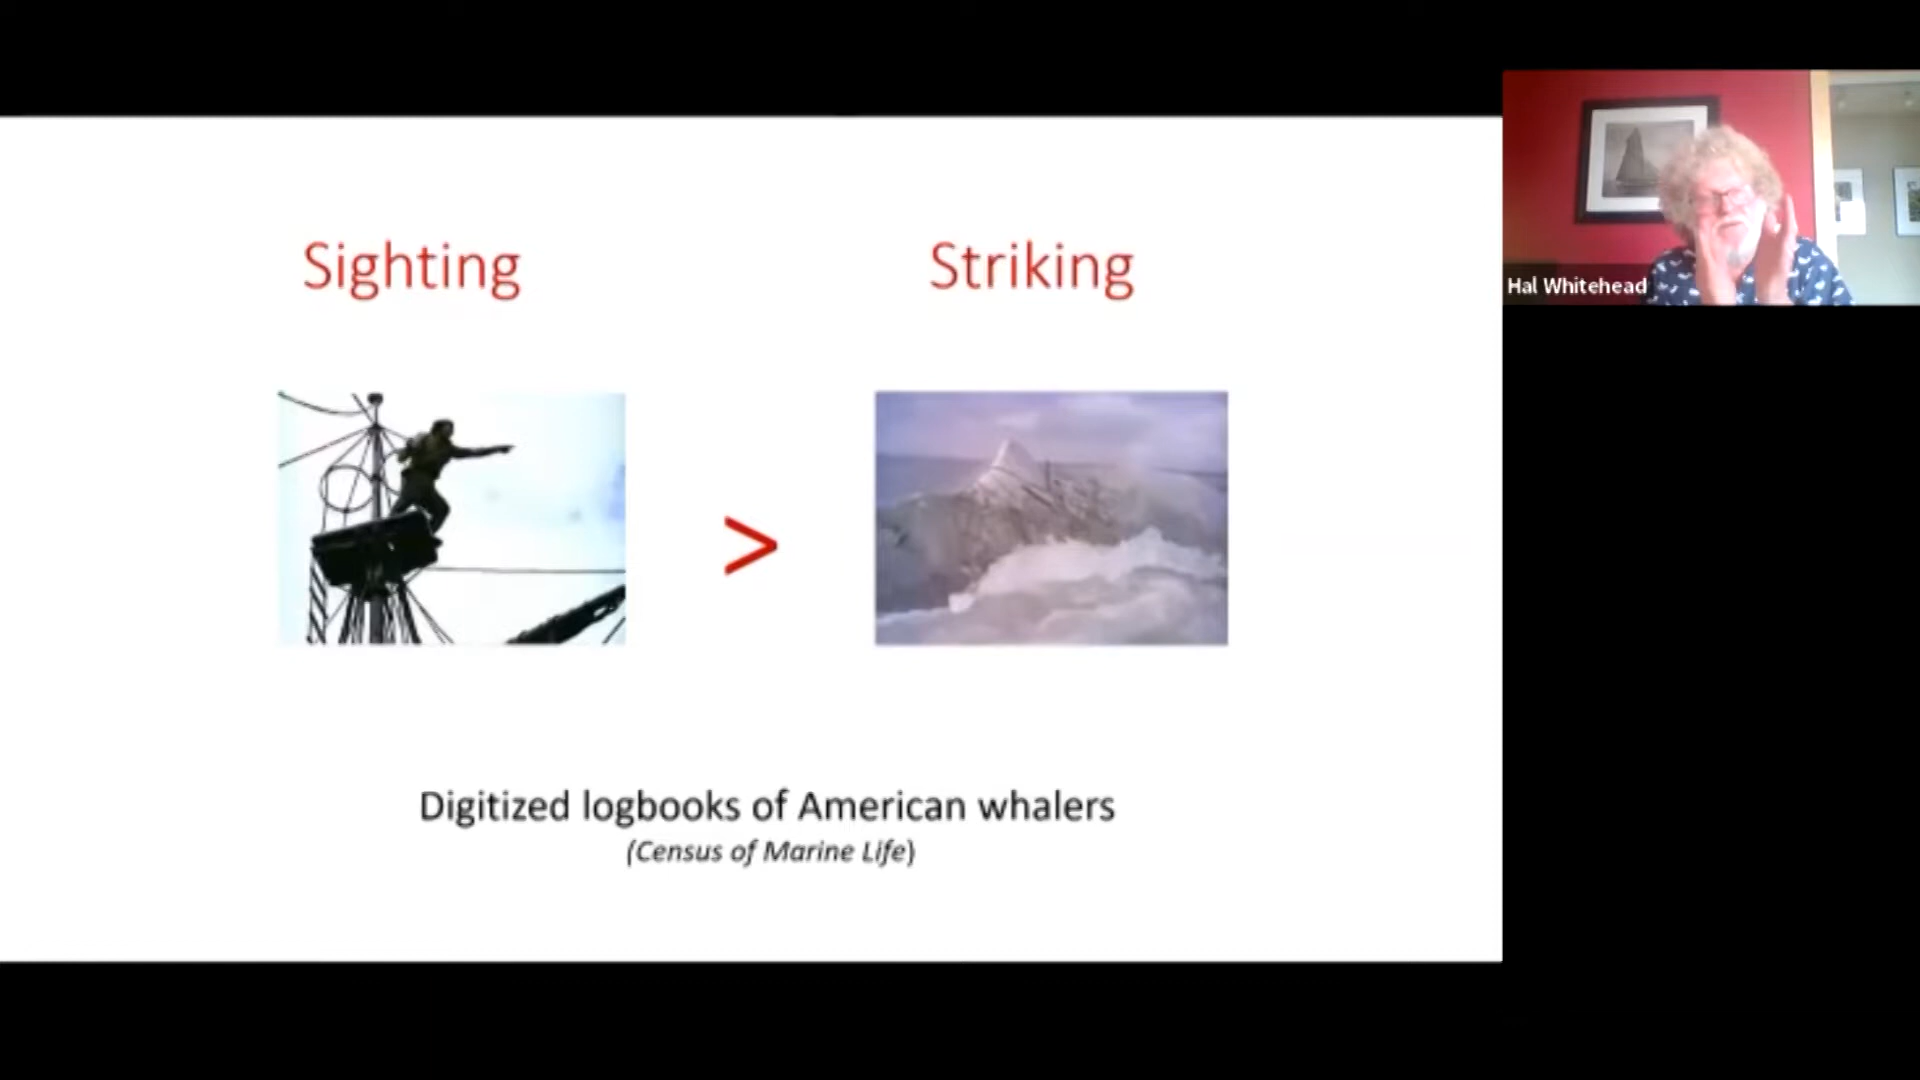 Sighting
Striking
>
Digitized logbooks of American whalers
(Census of Marine Life)
Hal Whitehead